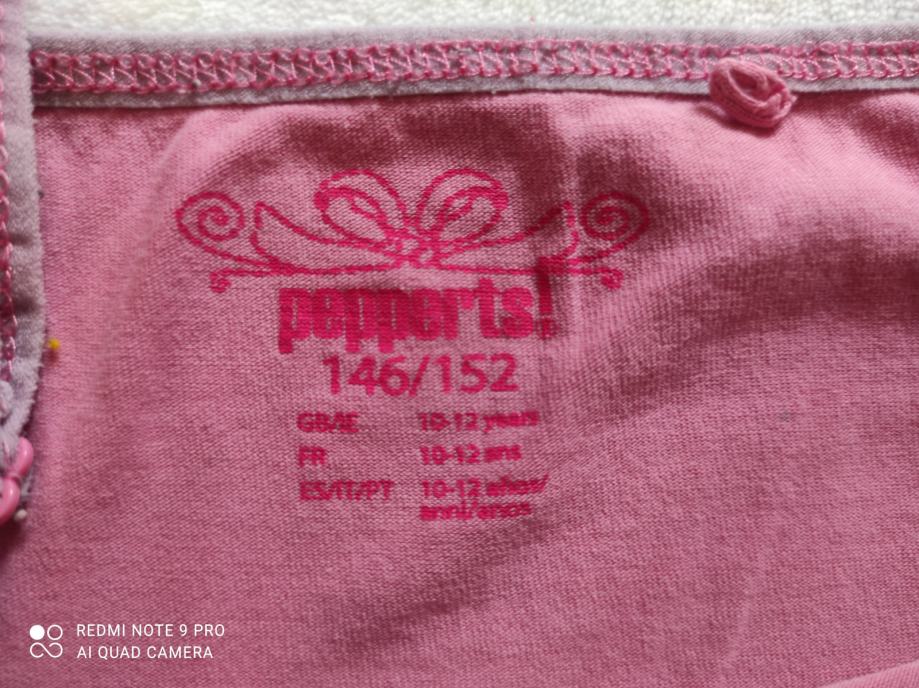 pepperts!
146/152
GB/IE 10-12 years
FR 10-12 ans
ES/IT/PT 10-12 años/
anni/anos
REDMI NOTE 9 PRO
AI QUAD CAMERA